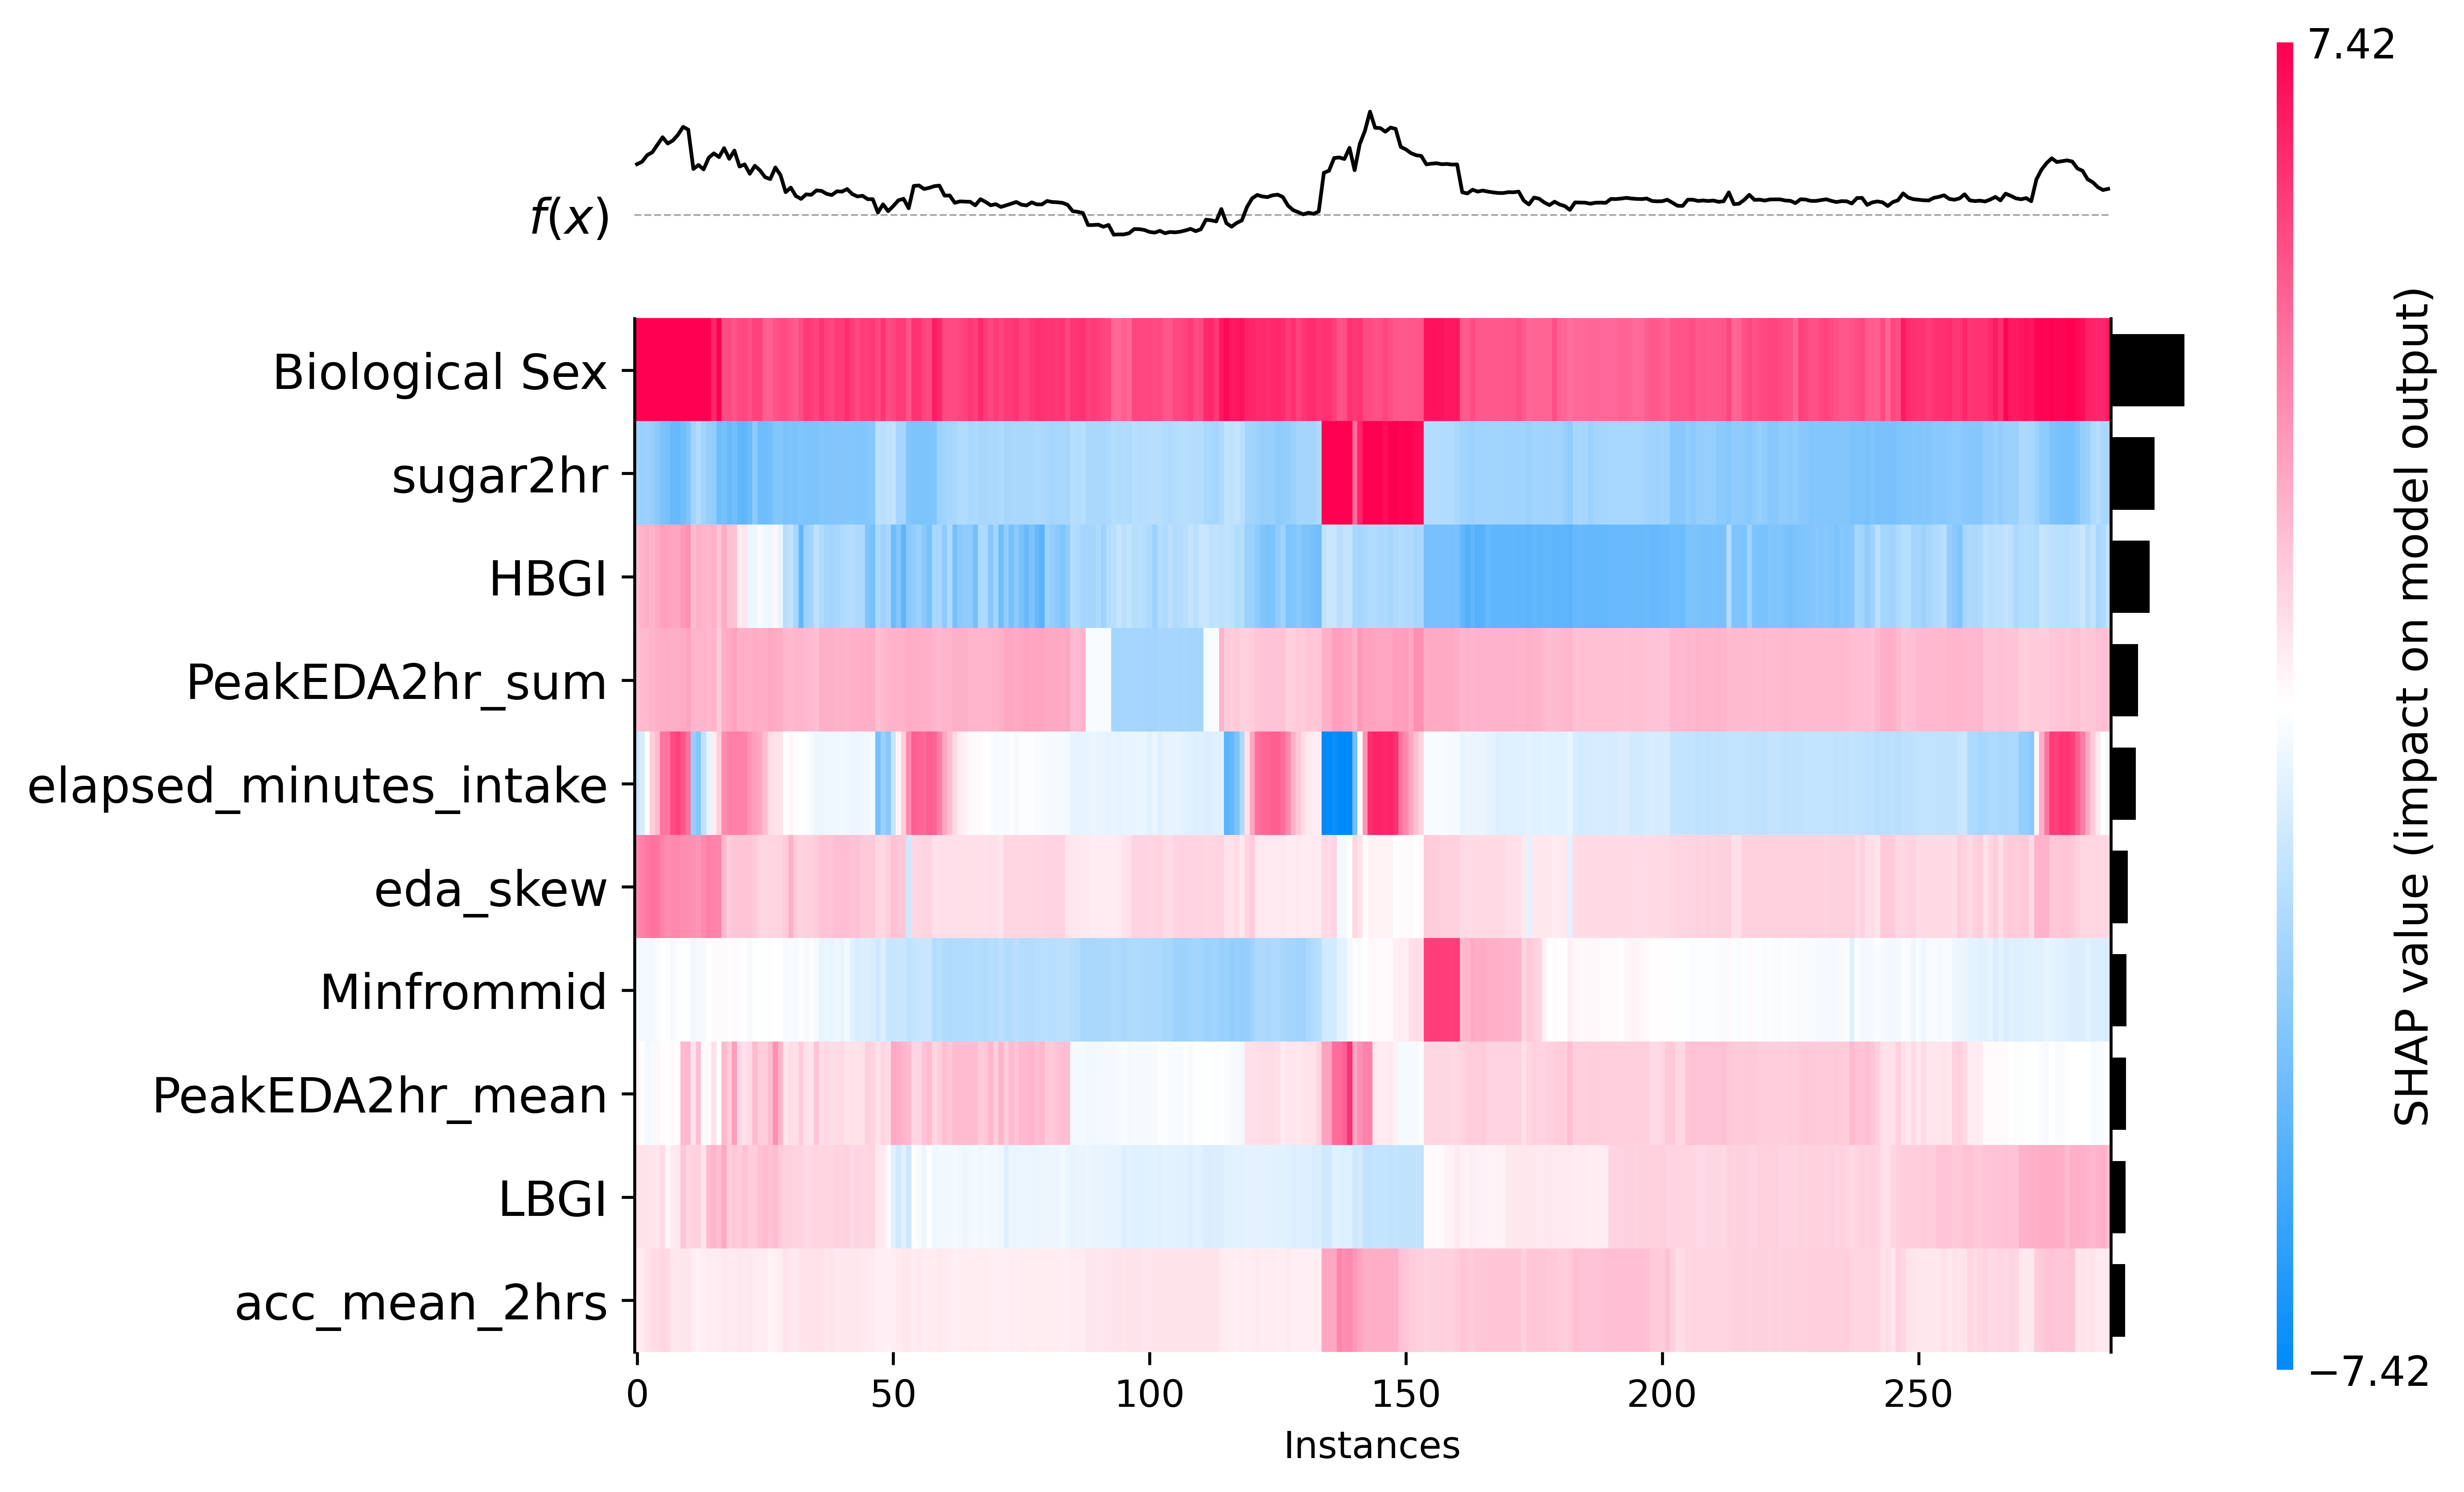 7.42
f(x)
Biological Sex
sugar2hr
HBGI
PeakEDA2hr_sum
elapsed_minutes_intake
eda_skew
Minfrommid
PeakEDA2hr_mean
LBGI
acc_mean_2hrs
0 50 100 150 200 250
Instances
SHAP value (impact on model output)
−7.42